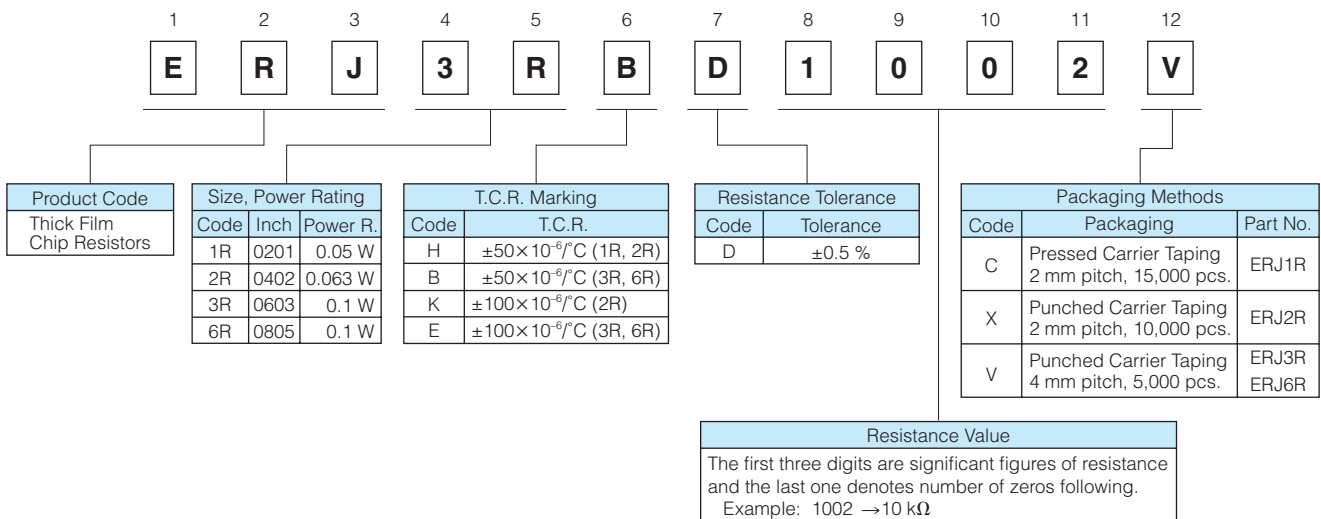 1 2 3 4 5 6 7 8 9 10 11 12
E R J 3 R B D 1 0 0 2 V
Product Code
Thick Film
Chip Resistors
Size, Power Rating
Code Inch Power R.
1R 0201 0.05 W
2R 0402 0.063 W
3R 0603 0.1 W
6R 0805 0.1 W
T.C.R. Marking
Code T.C.R.
H ±50×10⁻⁶/°C (1R, 2R)
B ±50×10⁻⁶/°C (3R, 6R)
K ±100×10⁻⁶/°C (2R)
E ±100×10⁻⁶/°C (3R, 6R)
Resistance Tolerance
Code Tolerance
D ±0.5 %
Packaging Methods
Code Packaging Part No.
C Pressed Carrier Taping
2 mm pitch, 15,000 pcs. ERJ1R
X Punched Carrier Taping
2 mm pitch, 10,000 pcs. ERJ2R
V Punched Carrier Taping ERJ3R
4 mm pitch, 5,000 pcs. ERJ6R
Resistance Value
The first three digits are significant figures of resistance
and the last one denotes number of zeros following.
Example: 1002 →10 kΩ